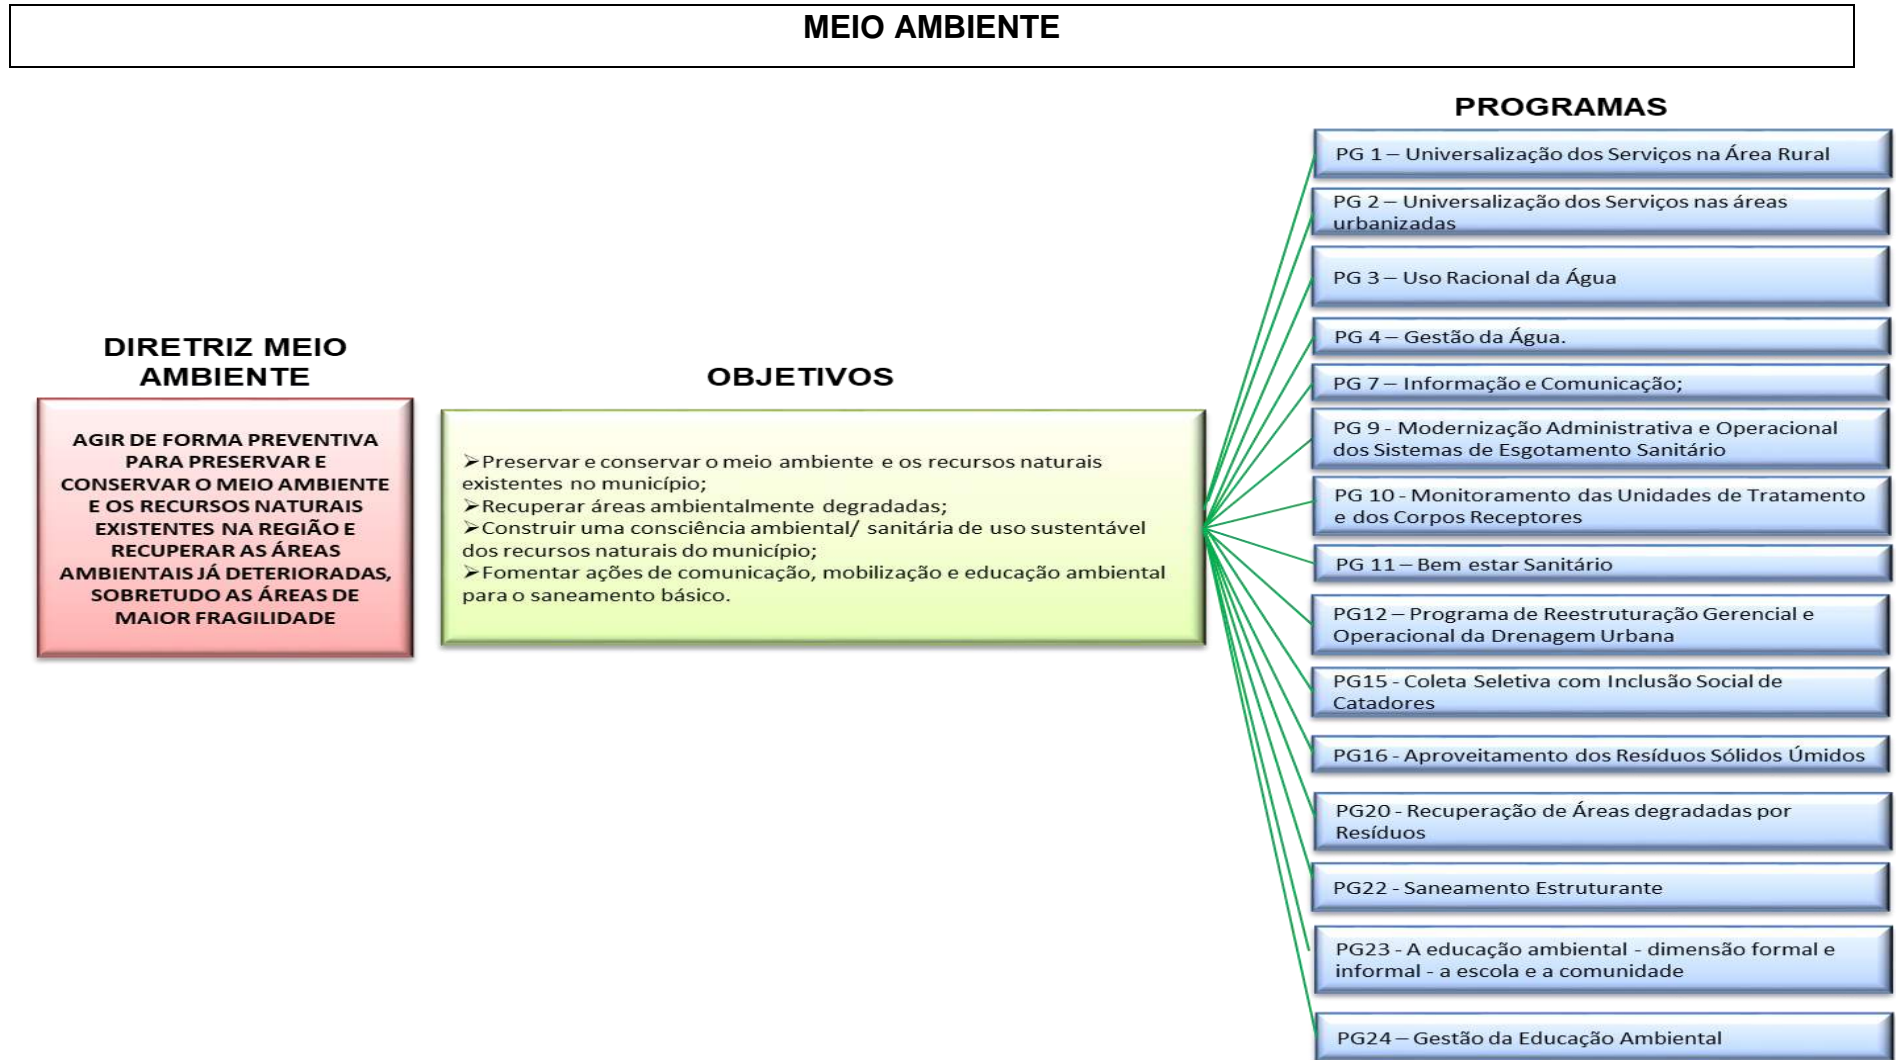 MEIO AMBIENTE
DIRETRIZ MEIO
AMBIENTE
AGIR DE FORMA PREVENTIVA
PARA PRESERVAR E
CONSERVAR O MEIO AMBIENTE
E OS RECURSOS NATURAIS
EXISTENTES NA REGIÃO E
RECUPERAR AS ÁREAS
AMBIENTAIS JÁ DETERIORADAS,
SOBRETUDO AS ÁREAS DE
MAIOR FRAGILIDADE
OBJETIVOS
➢Preservar e conservar o meio ambiente e os recursos naturais
existentes no município;
➢Recuperar áreas ambientalmente degradadas;
➢Construir uma consciência ambiental/ sanitária de uso sustentável
dos recursos naturais do município;
➢Fomentar ações de comunicação, mobilização e educação ambiental
para o saneamento básico.
PROGRAMAS
PG 1 – Universalização dos Serviços na Área Rural
PG 2 – Universalização dos Serviços nas áreas
urbanizadas
PG 3 – Uso Racional da Água
PG 4 – Gestão da Água.
PG 7 – Informação e Comunicação;
PG 9 - Modernização Administrativa e Operacional
dos Sistemas de Esgotamento Sanitário
PG 10 - Monitoramento das Unidades de Tratamento
e dos Corpos Receptores
PG 11 – Bem estar Sanitário
PG12 – Programa de Reestruturação Gerencial e
Operacional da Drenagem Urbana
PG15 - Coleta Seletiva com Inclusão Social de
Catadores
PG16 - Aproveitamento dos Resíduos Sólidos Úmidos
PG20 - Recuperação de Áreas degradadas por
Resíduos
PG22 - Saneamento Estruturante
PG23 - A educação ambiental - dimensão formal e
informal - a escola e a comunidade
PG24 – Gestão da Educação Ambiental